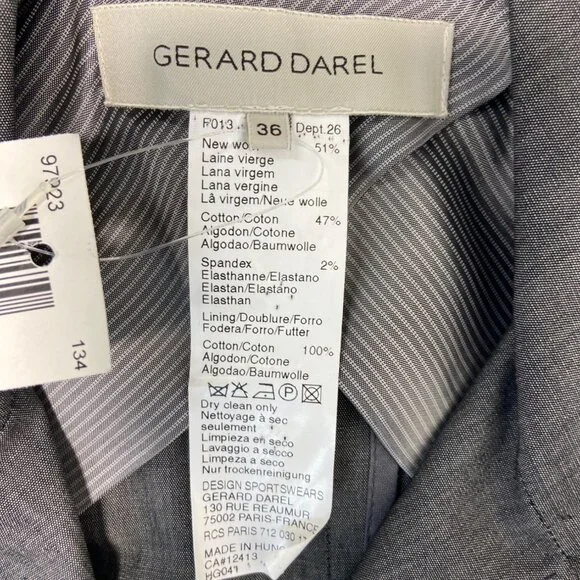 GERARD DAREL
36
F013 Dept.26
New 51%
Laine vierge
Lana virgem
Lana vergine
Lã virgem/Neue wolle
Cotton/Coton 47%
Algodon/Cotone
Algodao/Baumwolle
Spandex 2%
Elasthanne/Elastano
Elastan/Elastano
Elasthan
Lining/Doublure/Forro
Fodera/Forro/Futter
Cotton/Coton 100%
Algodon/Cotone
Algodao/Baumwolle
P
Dry clean only
Nettoyage à sec
seulement
Limpieza en seco
Lavaggio a secco
Limpeza a seco
Nur trockenreinigung
DESIGN SPORTSWEARS
GERARD DAREL
130 RUE REAUMUR
75002 PARIS-FRANCE
RCS PARIS 712 030
MADE IN
CA#12413
HG041
97023
134